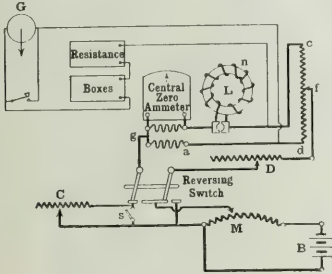 G
c
Resistance
Central
Zero
Ammeter
n
L
f
Boxes
g
a
d
D
Reversing
Switch
C
s
M
B